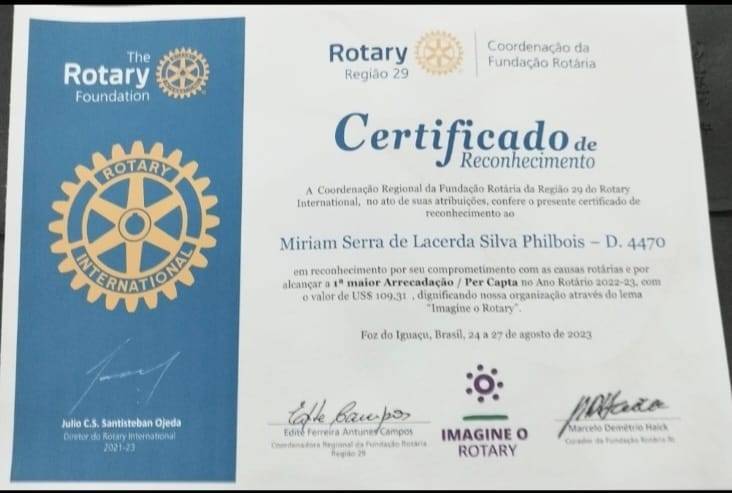 The
Rotary
Foundation
ROTARY
INTERNATIONAL
Julio C.S. Santisteban Ojeda
Diretor do Rotary International
2021-23
Rotary
Região 29
Coordenação da
Fundação Rotária
Certificado de
Reconhecimento
A Coordenação Regional da Fundação Rotária da Região 29 do Rotary
International, no ato de suas atribuições, confere o presente certificado de
reconhecimento ao
Miriam Serra de Lacerda Silva Philbois – D. 4470
em reconhecimento por seu comprometimento com as causas rotárias e por
alcançar a 1ª maior Arrecadação / Per Capta no Ano Rotário 2022-23, com
o valor de US$ 109,31 , dignificando nossa organização através do lema
"Imagine o Rotary".
Foz do Iguaçu, Brasil, 24 a 27 de agosto de 2023
Edite Campos
Edite Ferreira Antunes Campos
Coordenadora Regional da Fundação Rotária
Região 29
IMAGINE O
ROTARY
Marcelo Demétrio Haick
Curador da Fundação Rotária